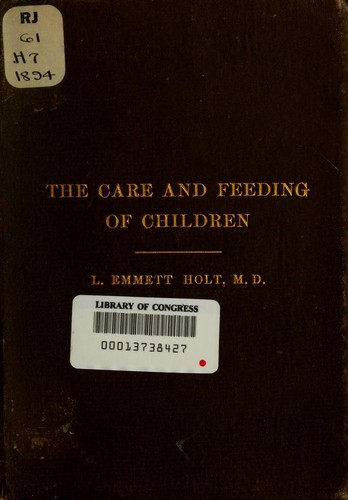 RJ
61
H7
1894
THE CARE AND FEEDING
OF CHILDREN
L. EMMETT HOLT, M.D.
LIBRARY OF CONGRESS
00013738427